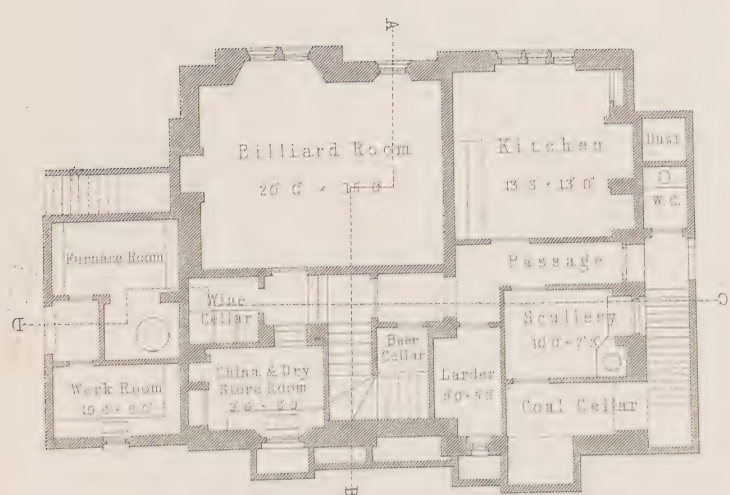 A
Billiard Room
20' 0" × 15' 0"
Kitchen
13' 5" × 13' 0"
Dust
W.C.
Furnace Room
Passage
Wine
Cellar
C
D
Scullery
Beer
Cellar
China & Dry
Store Room
Larder
Work Room
Coal Cellar
B